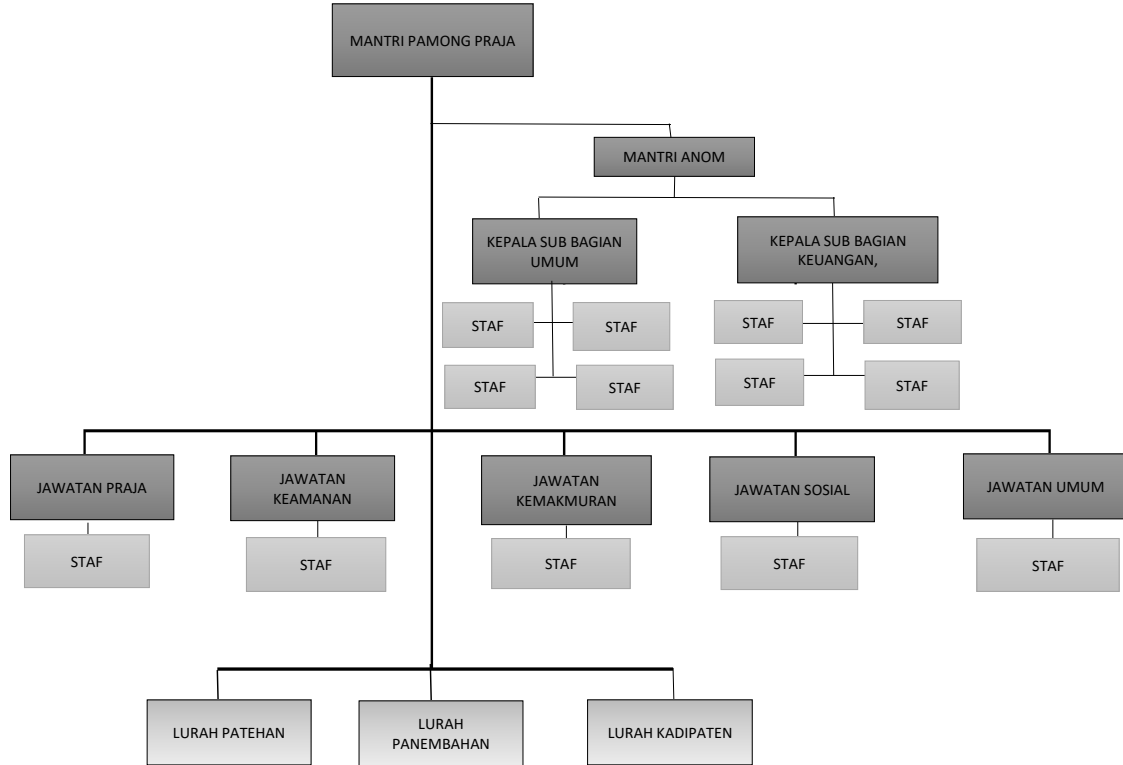 MANTRI PAMONG PRAJA
MANTRI ANOM
KEPALA SUB BAGIAN
UMUM
KEPALA SUB BAGIAN
KEUANGAN,
STAF
STAF
STAF
STAF
STAF
STAF
STAF
STAF
JAWATAN PRAJA
JAWATAN
KEAMANAN
JAWATAN
KEMAKMURAN
JAWATAN SOSIAL
JAWATAN UMUM
STAF
STAF
STAF
STAF
STAF
LURAH PATEHAN
LURAH
PANEMBAHAN
LURAH KADIPATEN